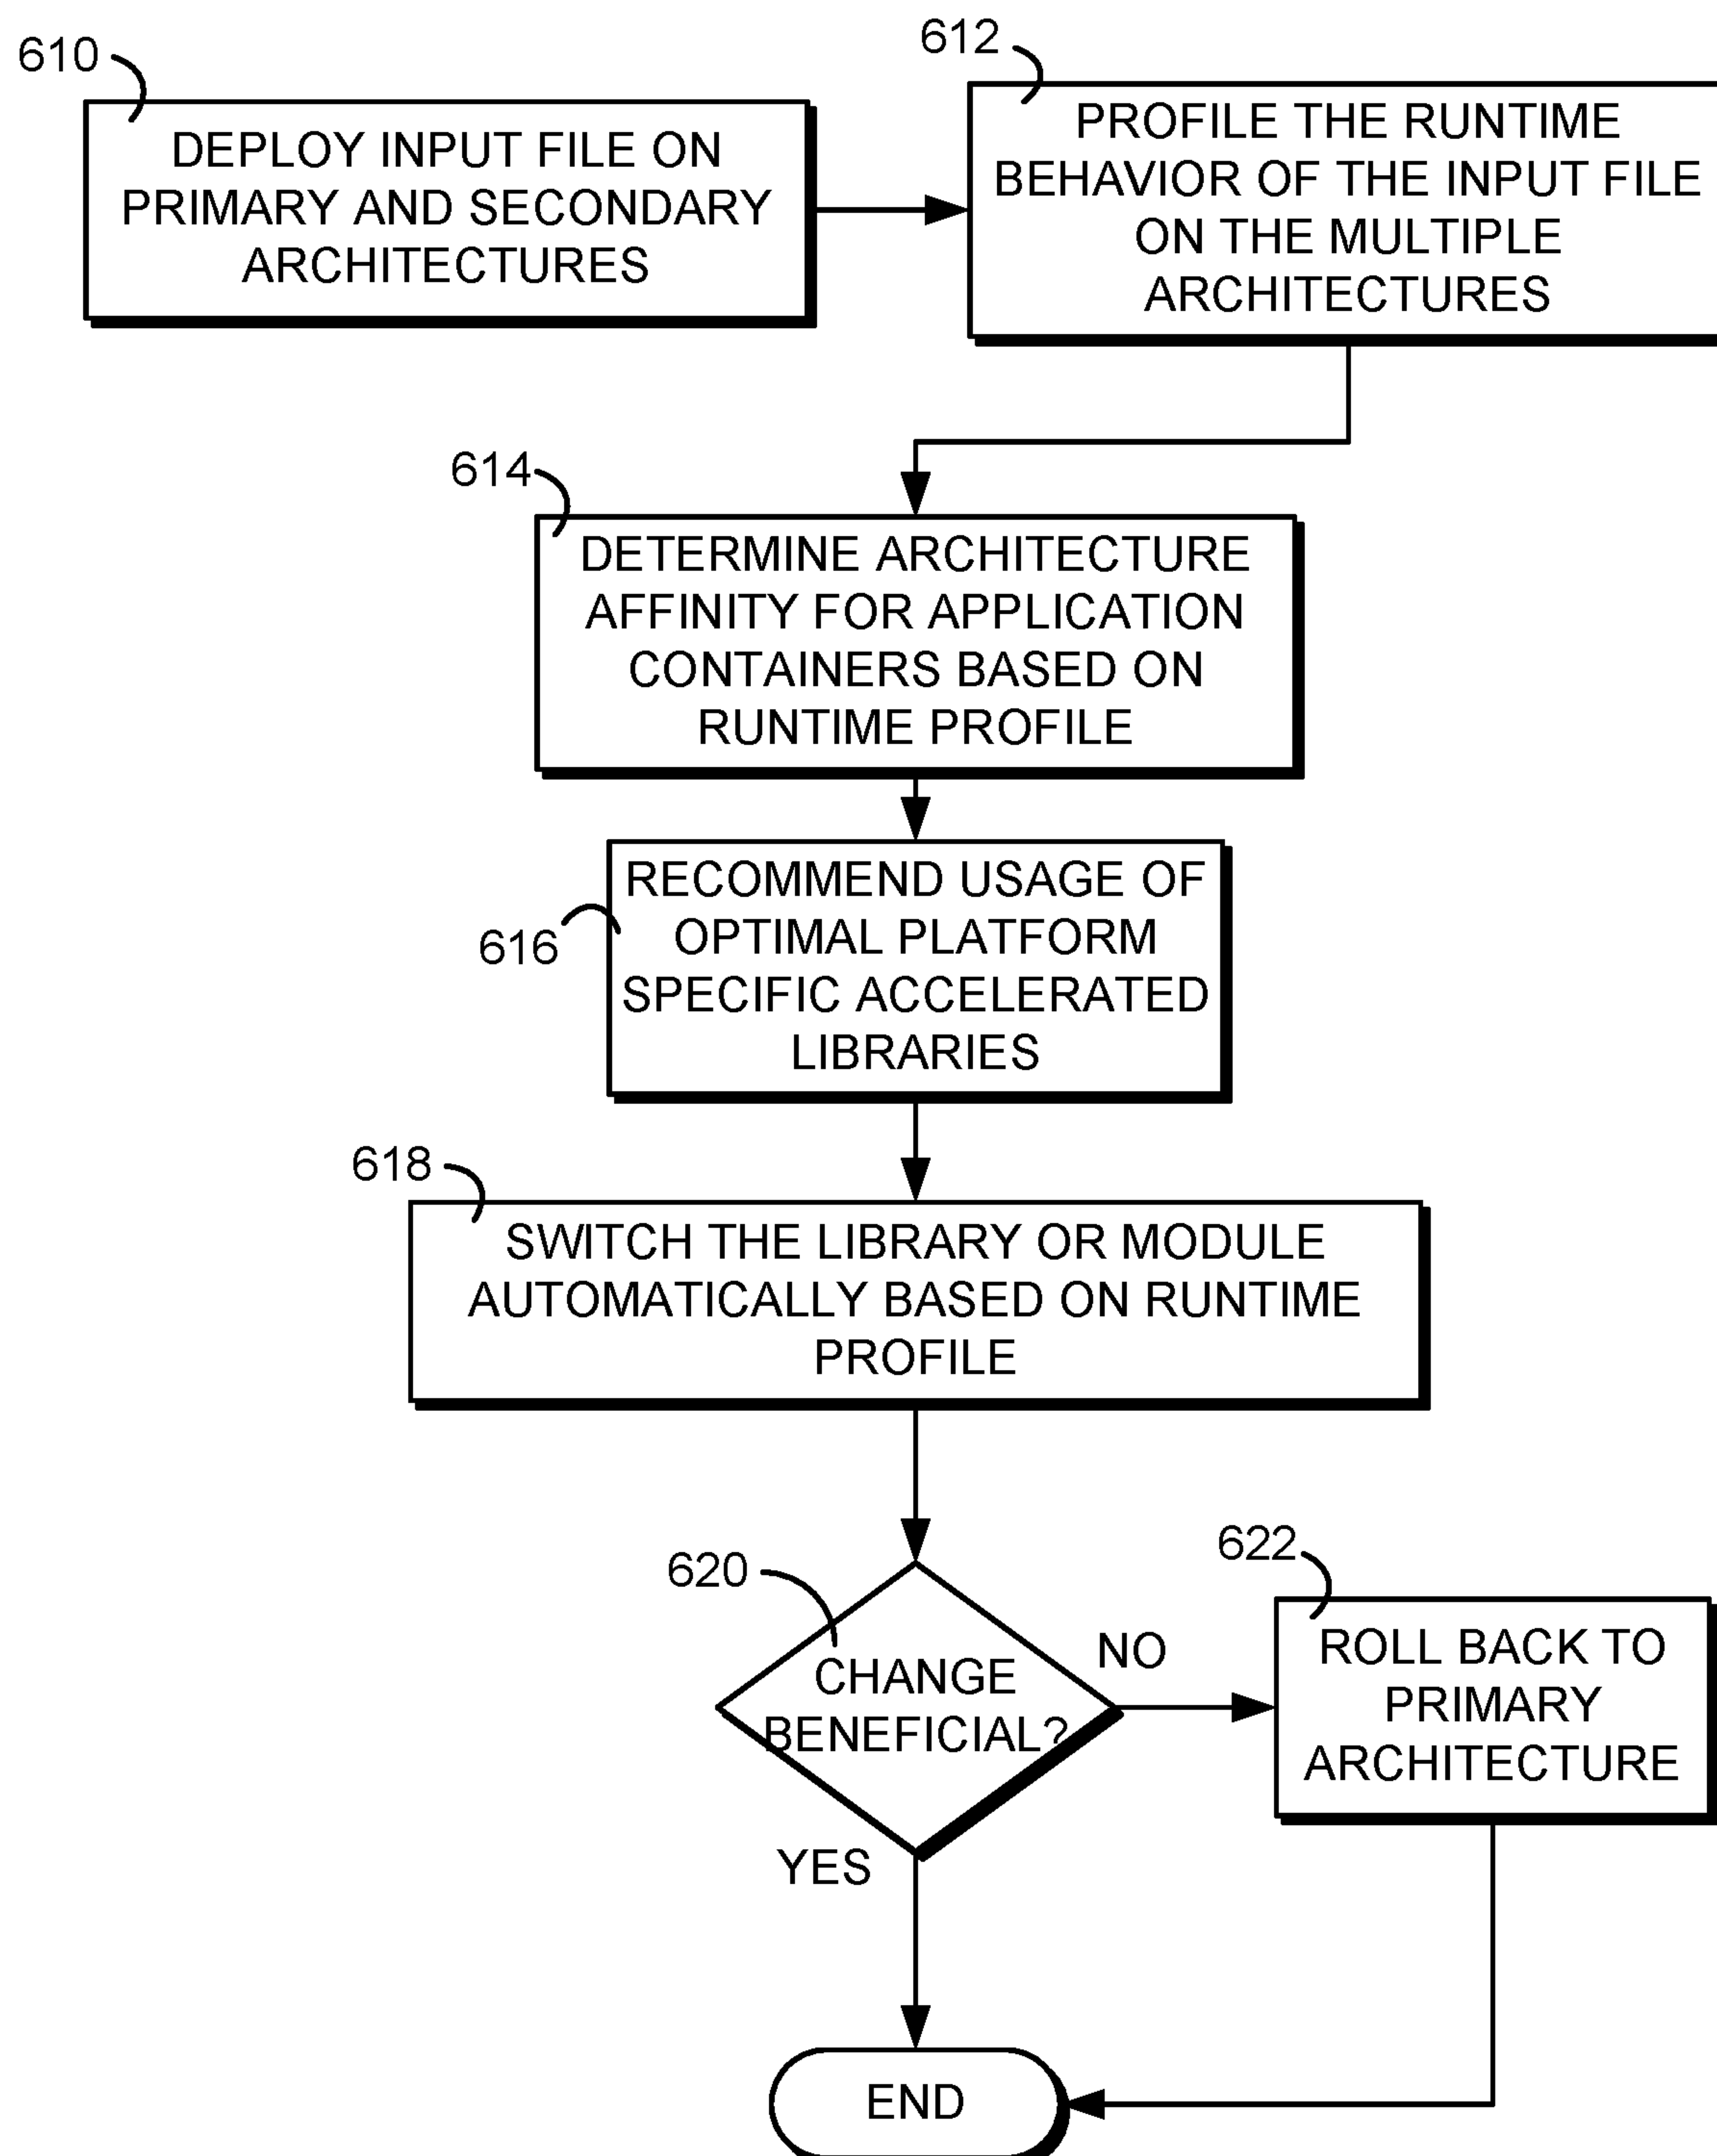 610
DEPLOY INPUT FILE ON
PRIMARY AND SECONDARY
ARCHITECTURES
612
PROFILE THE RUNTIME
BEHAVIOR OF THE INPUT FILE
ON THE MULTIPLE
ARCHITECTURES
614
DETERMINE ARCHITECTURE
AFFINITY FOR APPLICATION
CONTAINERS BASED ON
RUNTIME PROFILE
616
RECOMMEND USAGE OF
OPTIMAL PLATFORM
SPECIFIC ACCELERATED
LIBRARIES
618
SWITCH THE LIBRARY OR MODULE
AUTOMATICALLY BASED ON RUNTIME
PROFILE
620
CHANGE
BENEFICIAL?
NO
622
ROLL BACK TO
PRIMARY
ARCHITECTURE
YES
END